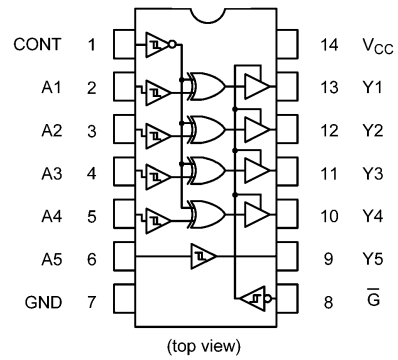 CONT 1 14 VCC
A1 2 13 Y1
A2 3 12 Y2
A3 4 11 Y3
A4 5 10 Y4
A5 6 9 Y5
GND 7 8 G̅
(top view)